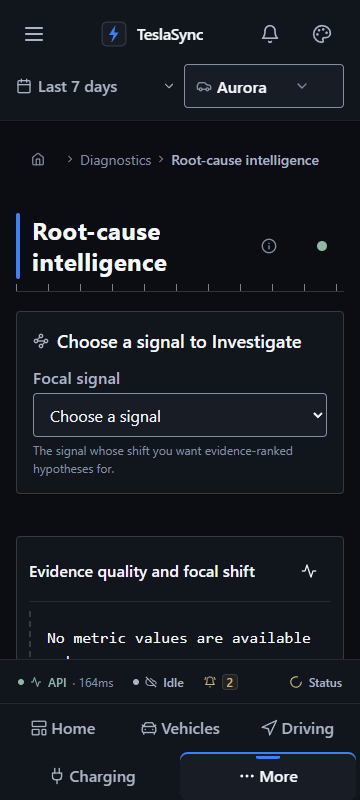 TeslaSync
Last 7 days
Aurora
Diagnostics
Root-cause intelligence
Root-cause
intelligence
Choose a signal to Investigate
Focal signal
Choose a signal
The signal whose shift you want evidence-ranked
hypotheses for.
Evidence quality and focal shift
No metric values are available
API · 164ms
Idle
2
Status
Home
Vehicles
Driving
Charging
More